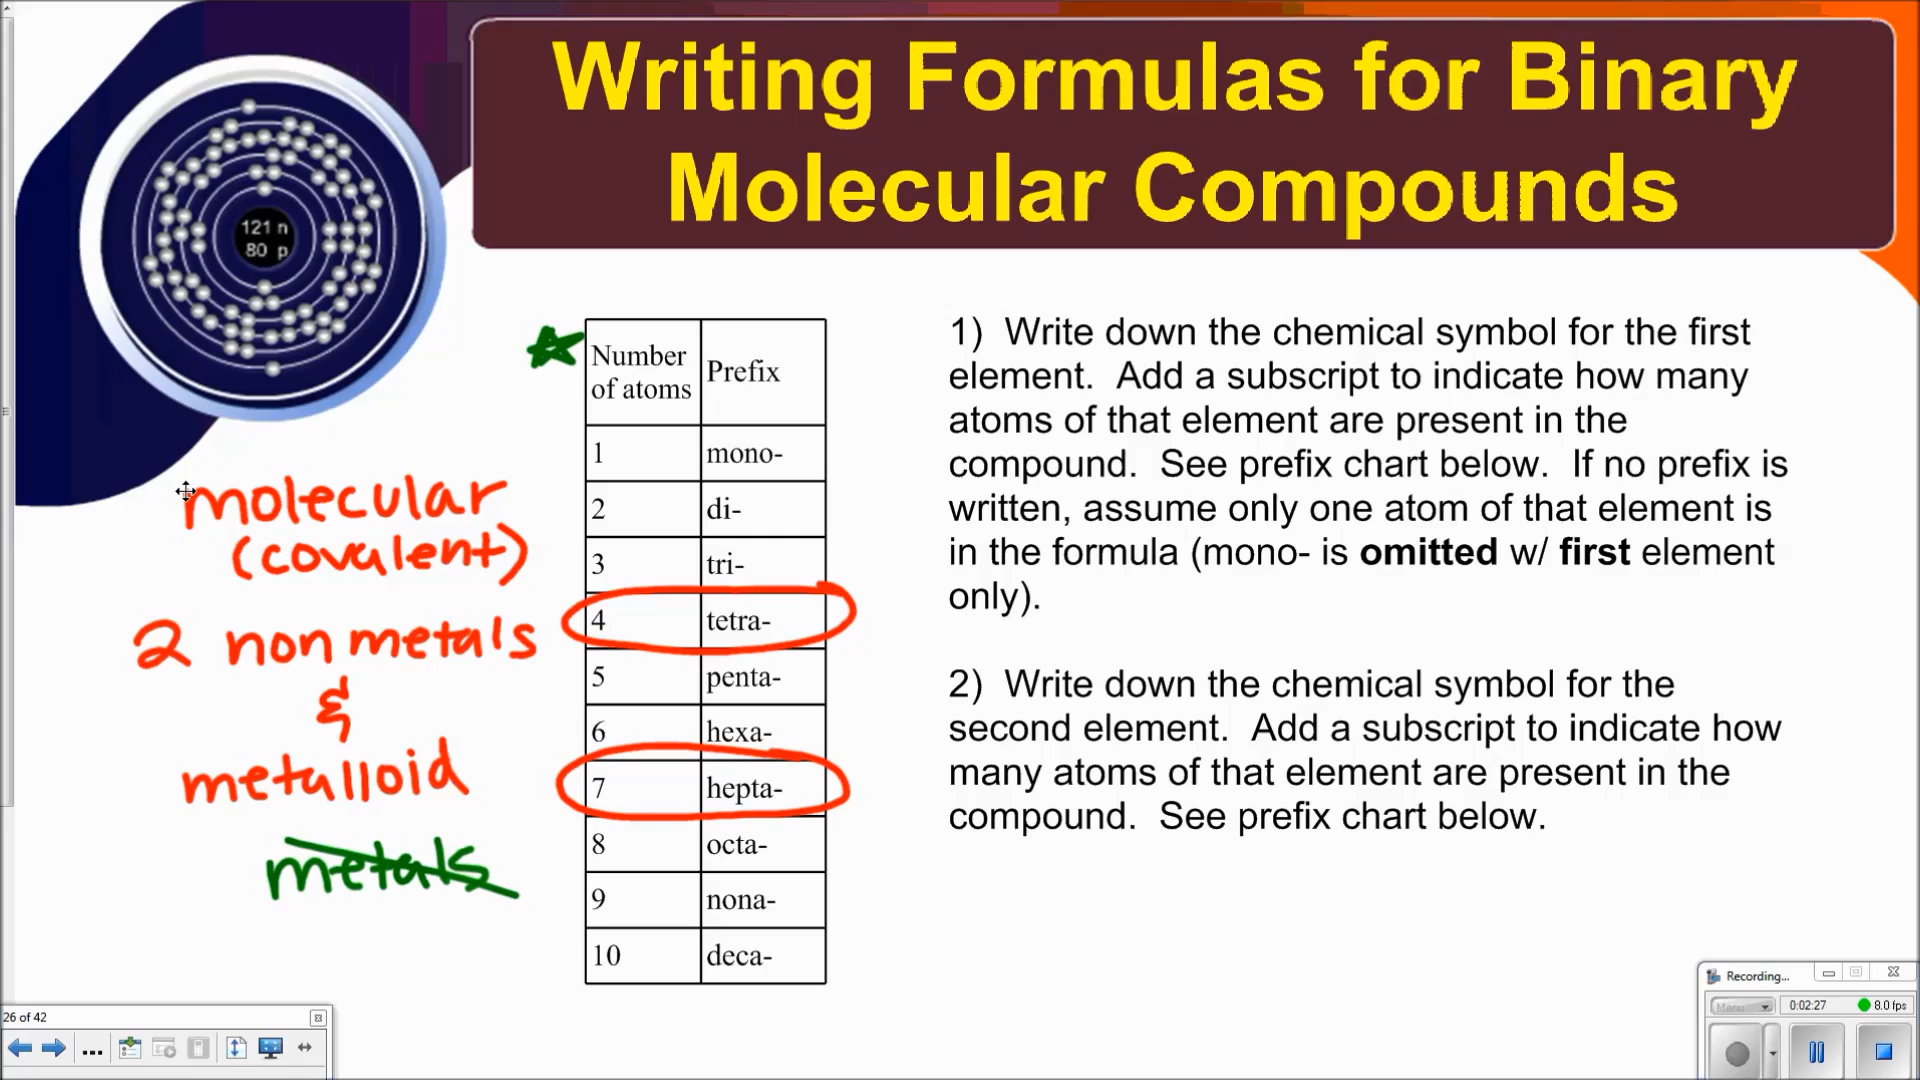 Writing Formulas for Binary
Molecular Compounds
121 n
80 p
Number of atoms Prefix
1 mono-
2 di-
3 tri-
4 tetra-
5 penta-
6 hexa-
7 hepta-
8 octa-
9 nona-
10 deca-
molecular
(covalent)
2 nonmetals
&
metalloid
metals
1) Write down the chemical symbol for the first
element. Add a subscript to indicate how many
atoms of that element are present in the
compound. See prefix chart below. If no prefix is
written, assume only one atom of that element is
in the formula (mono- is omitted w/ first element
only).
2) Write down the chemical symbol for the
second element. Add a subscript to indicate how
many atoms of that element are present in the
compound. See prefix chart below.
26 of 42
...
Recording...
Menu 0:02:27 8.0 fps